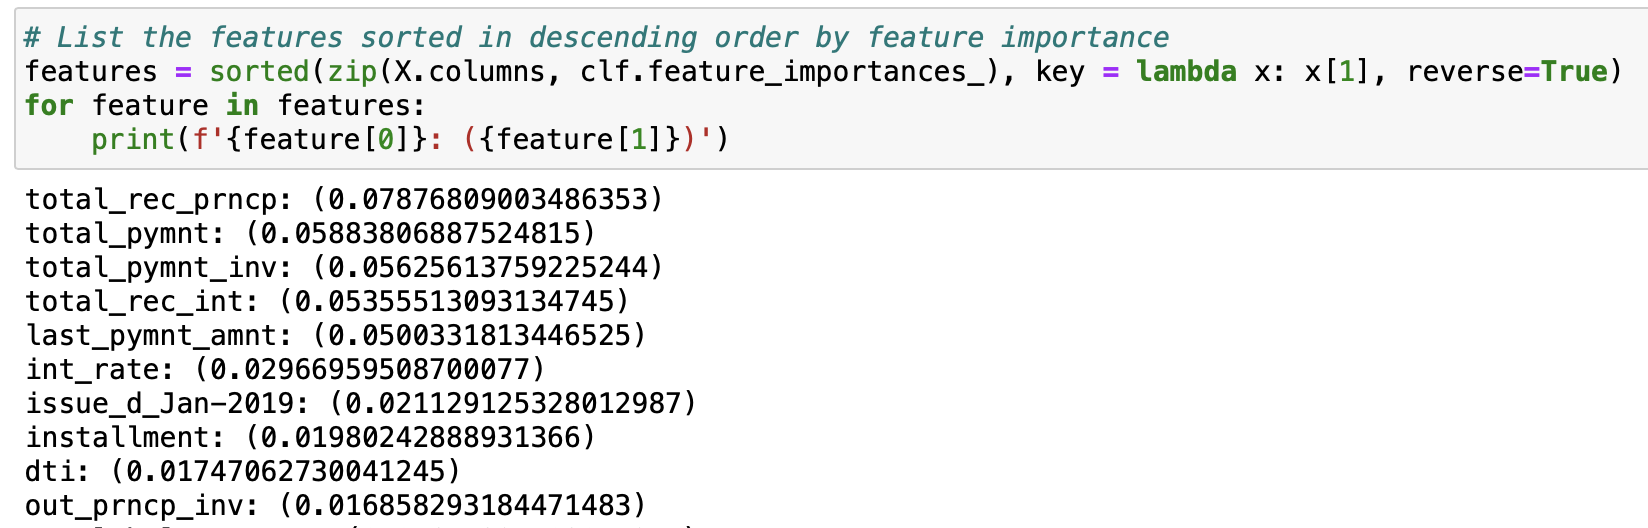 # List the features sorted in descending order by feature importance
features = sorted(zip(X.columns, clf.feature_importances_), key = lambda x: x[1], reverse=True)
for feature in features:
    print(f'{feature[0]}: ({feature[1]})')
total_rec_prncp: (0.07876809003486353)
total_pymnt: (0.05883806887524815)
total_pymnt_inv: (0.05625613759225244)
total_rec_int: (0.05355513093134745)
last_pymnt_amnt: (0.0500331813446525)
int_rate: (0.02966959508700077)
issue_d_Jan-2019: (0.021129125328012987)
installment: (0.01980242888931366)
dti: (0.01747062730041245)
out_prncp_inv: (0.016858293184471483)